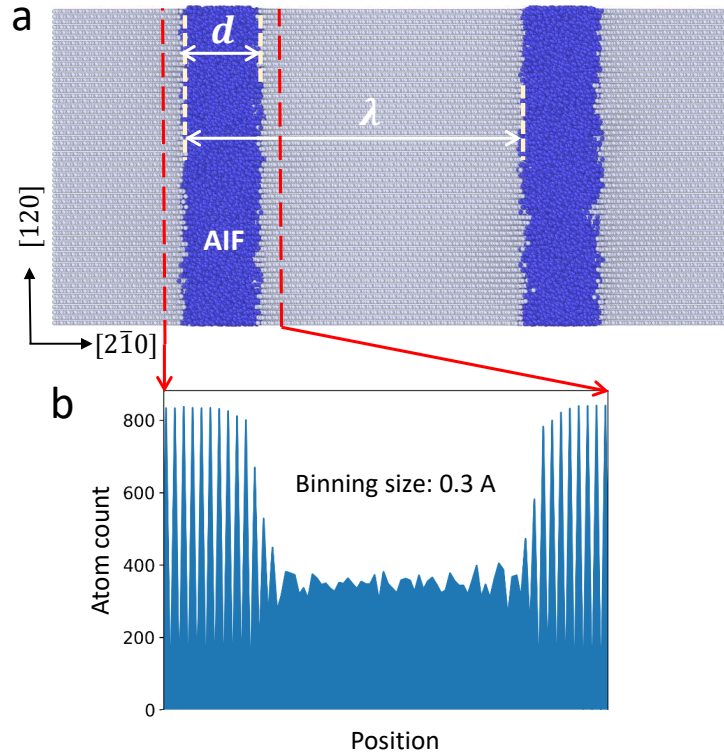 a
d
λ
AIF
[120]
[21̅0]
b
800
600
400
200
0
Atom count
Binning size: 0.3 A
Position